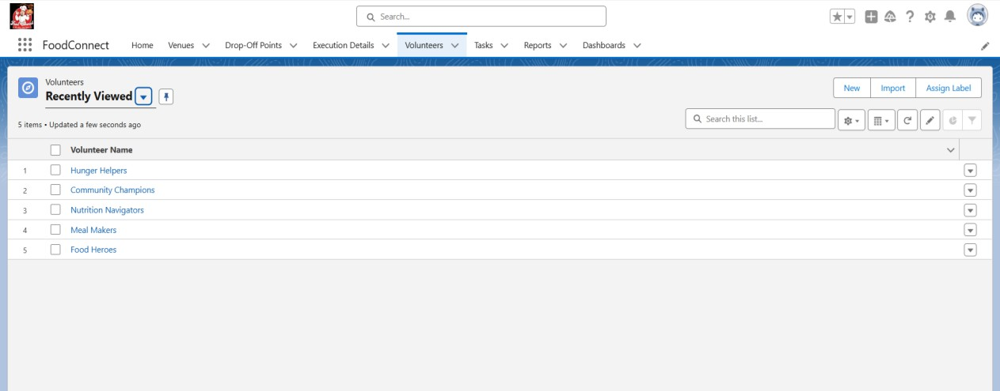 Search...
FoodConnect Home Venues Drop-Off Points Execution Details Volunteers Tasks Reports Dashboards
Volunteers
Recently Viewed
New Import Assign Label
5 items • Updated a few seconds ago
Search this list...
Volunteer Name
1 Hunger Helpers
2 Community Champions
3 Nutrition Navigators
4 Meal Makers
5 Food Heroes